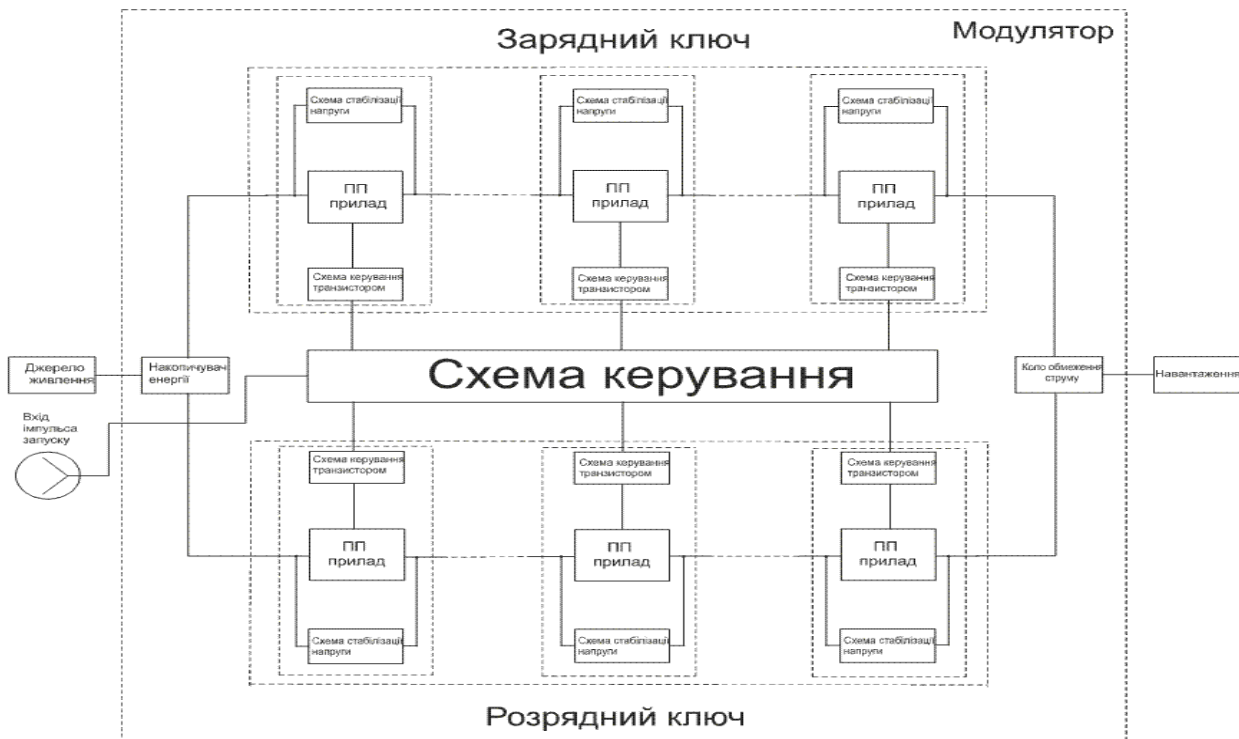 Модулятор
Зарядний ключ
Схема стабілізації
напруги
Схема стабілізації
напруги
Схема стабілізації
напруги
ПП
прилад
ПП
прилад
ПП
прилад
Схема керування
транзистором
Схема керування
транзистором
Схема керування
транзистором
Джерело
живлення
Накопичувач
енергії
Схема керування
Коло обмеження
струму
Навантаження
Вхід
імпульса
запуску
Схема керування
транзистором
Схема керування
транзистором
Схема керування
транзистором
ПП
прилад
ПП
прилад
ПП
прилад
Схема стабілізації
напруги
Схема стабілізації
напруги
Схема стабілізації
напруги
Розрядний ключ